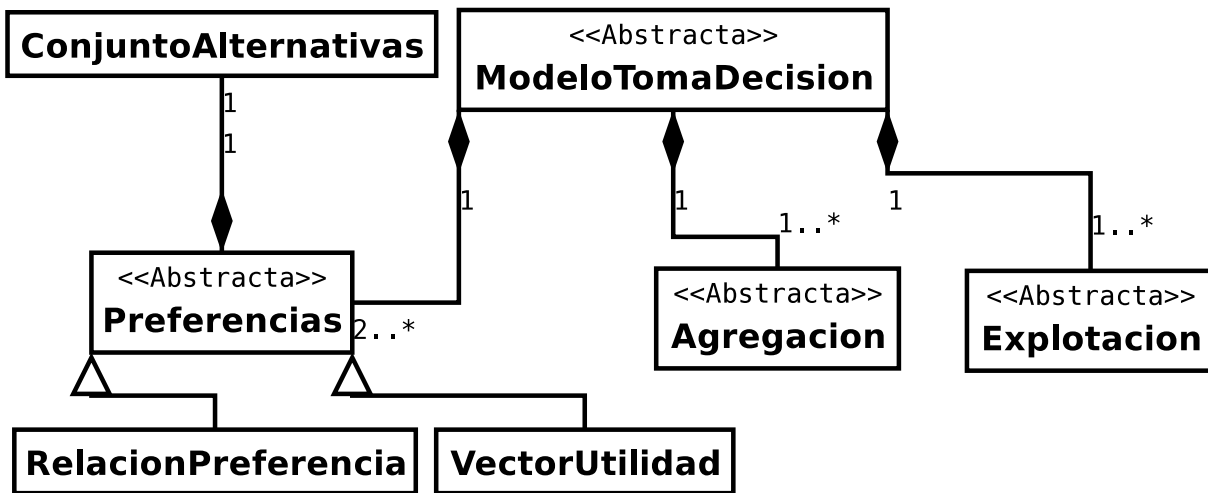 ConjuntoAlternativas
<<Abstracta>>
ModeloTomaDecision
1
1
1
1
1
1..*
1..*
<<Abstracta>>
Preferencias
2..*
<<Abstracta>>
Agregacion
<<Abstracta>>
Explotacion
RelacionPreferencia
VectorUtilidad